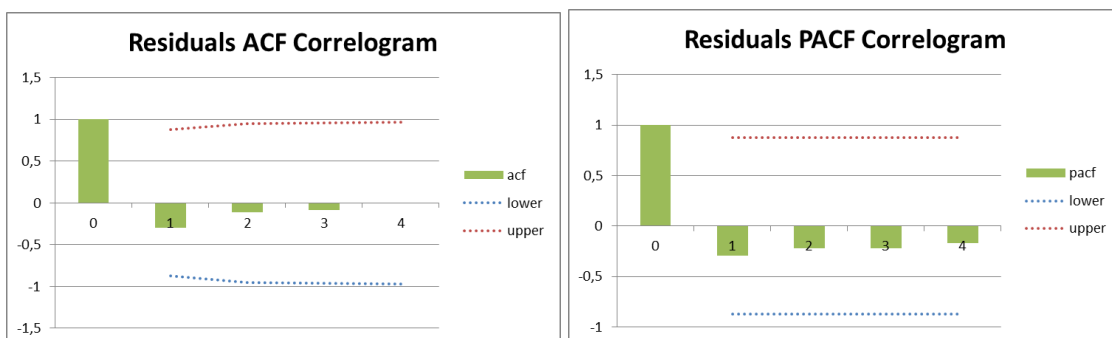 Residuals ACF Correlogram
1,5
1
0,5
0
-0,5
-1
-1,5
0 1 2 3 4
acf
lower
upper
Residuals PACF Correlogram
1,5
1
0,5
0
-0,5
-1
0 1 2 3 4
pacf
lower
upper